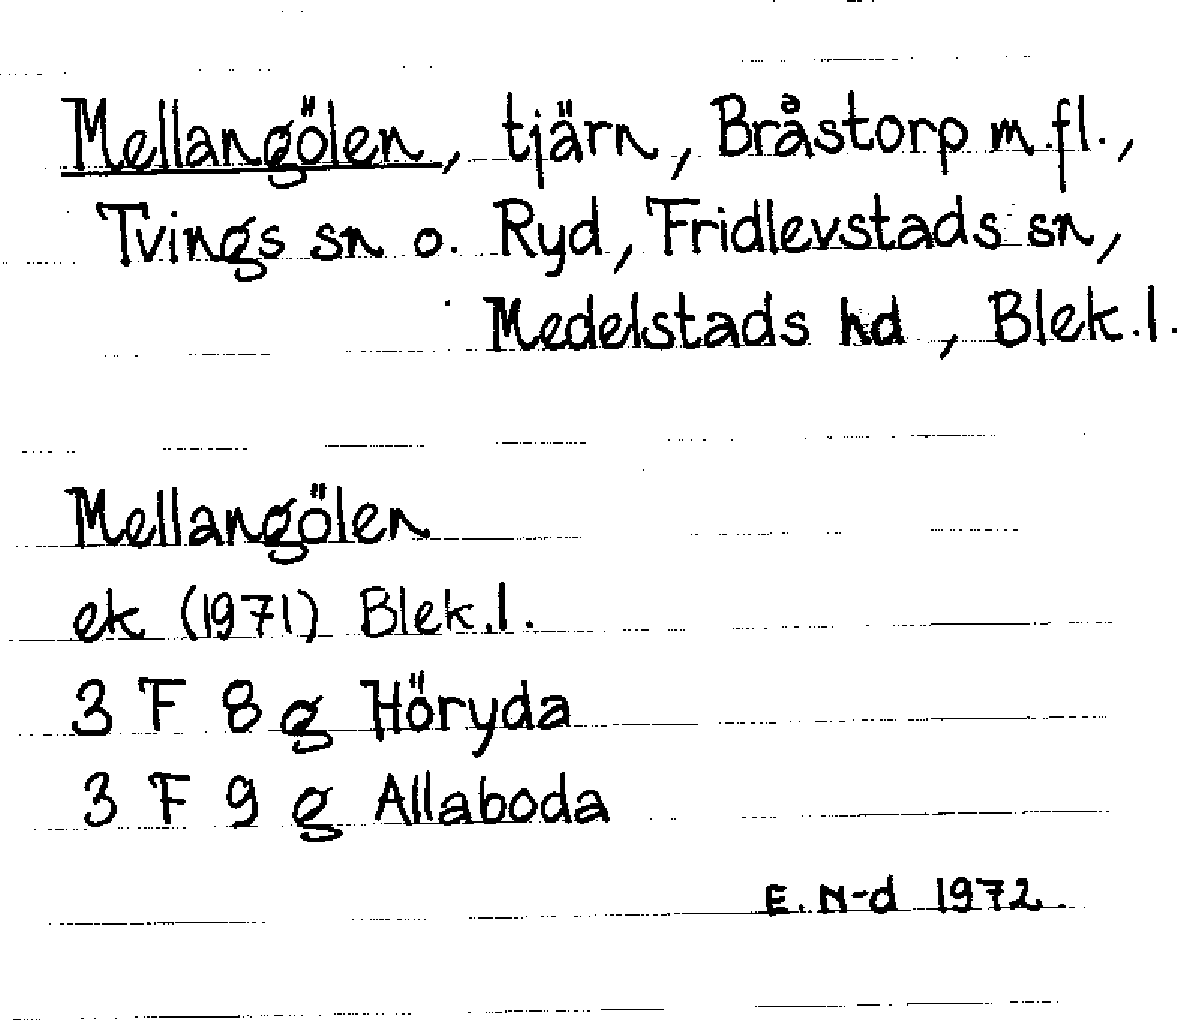 Mellangölen, tjärn, Bråstorp m.fl.,
Tvings sn o. Ryd, Fridlevstads sn,
Medelstads hd, Blek.l.
Mellangölen
ek (1971) Blek.l.
3 F 8 g Höryda
3 F 9 g Allaboda
E. N-d 1972.